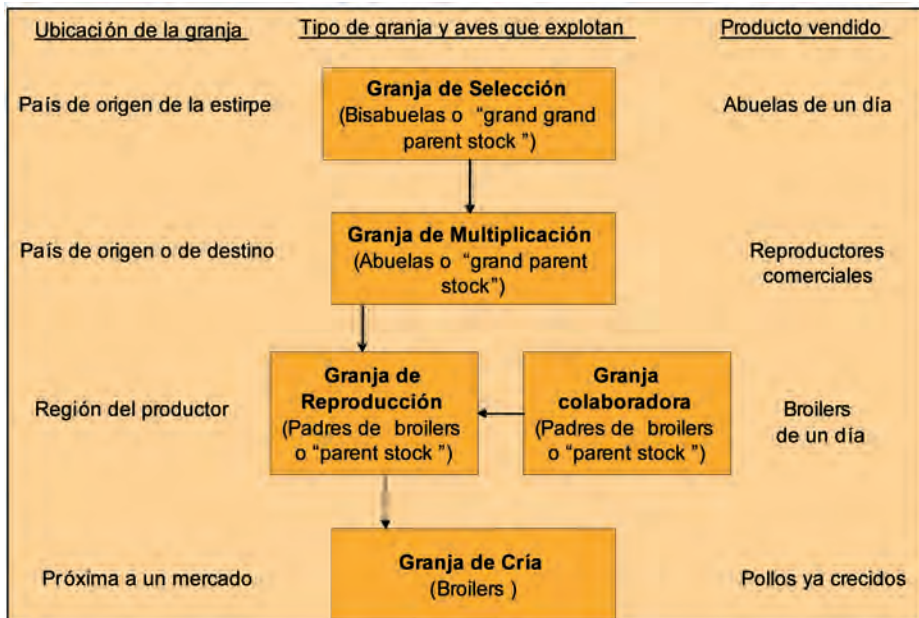 Ubicación de la granja
Tipo de granja y aves que explotan
Producto vendido
País de origen de la estirpe
Granja de Selección
(Bisabuelas o “grand grand
parent stock ”)
Abuelas de un día
País de origen o de destino
Granja de Multiplicación
(Abuelas o “grand parent
stock”)
Reproductores
comerciales
Región del productor
Granja de
Reproducción
(Padres de broilers
o “parent stock ”)
Granja
colaboradora
(Padres de broilers
o “parent stock ”)
Broilers
de un día
Próxima a un mercado
Granja de Cría
(Broilers )
Pollos ya crecidos